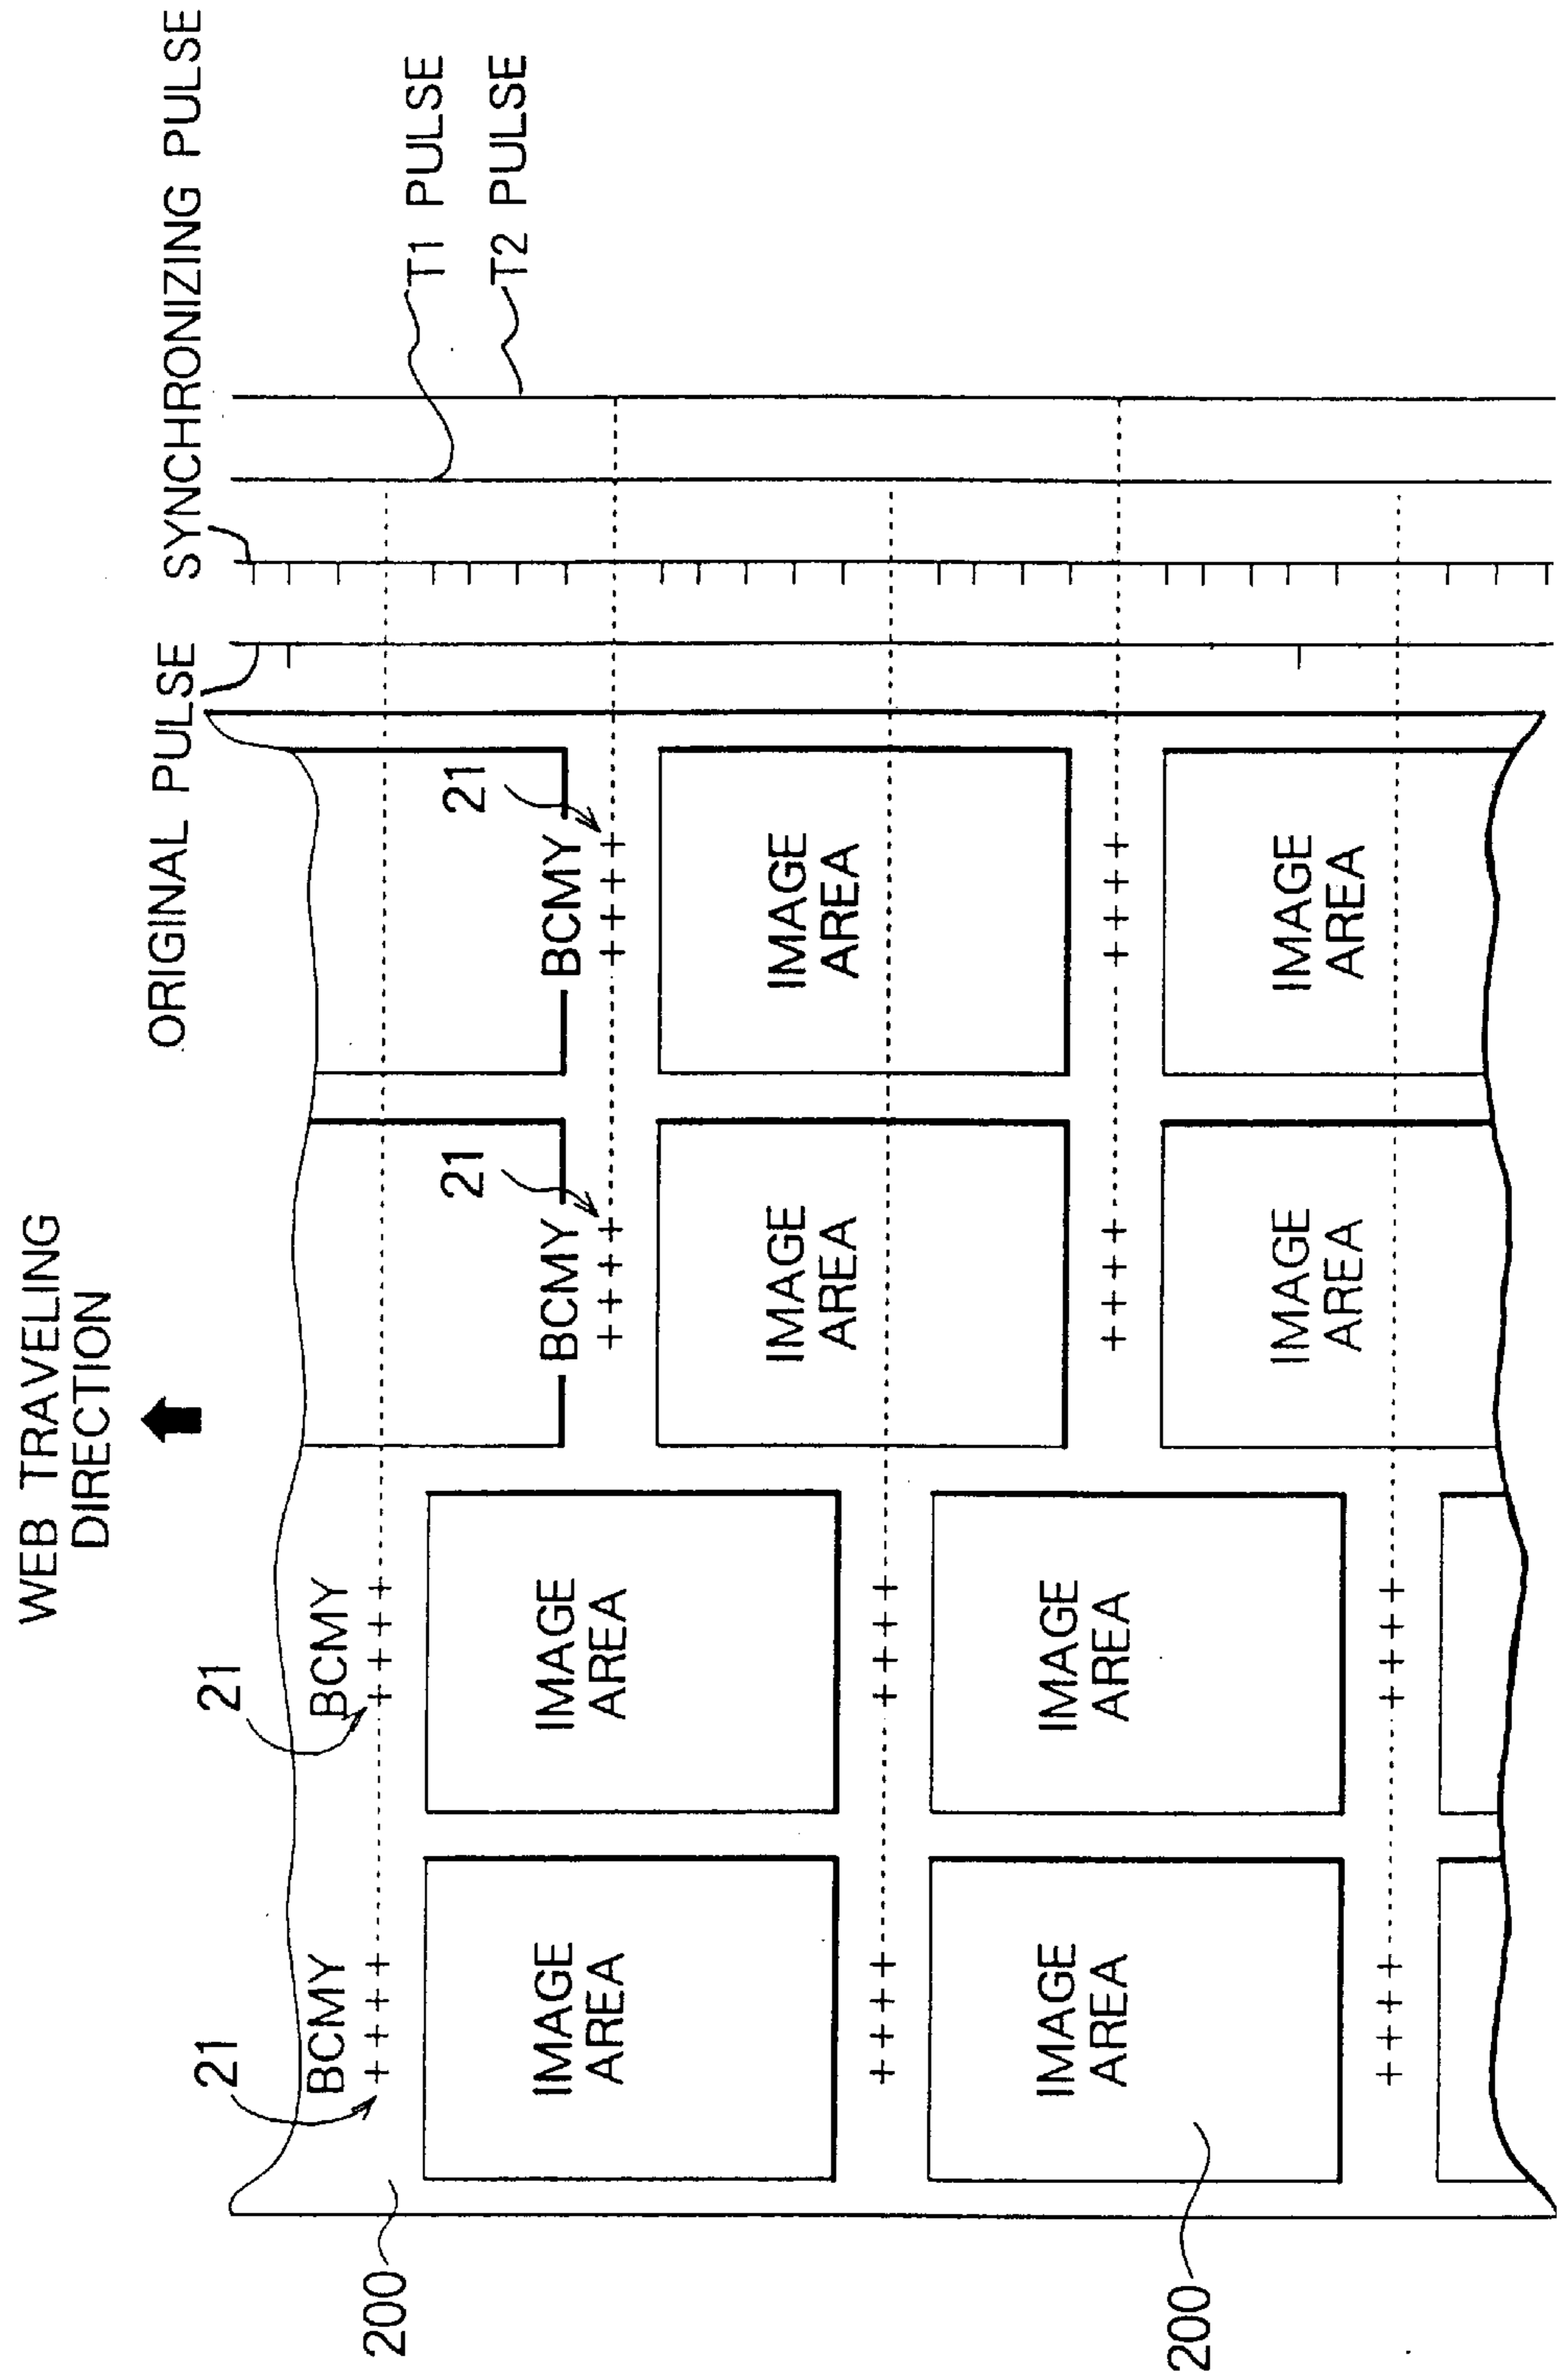 WEB TRAVELING
DIRECTION
ORIGINAL PULSE
SYNCHRONIZING PULSE
T1 PULSE
T2 PULSE
21
BCMY
21
BCMY
21
BCMY
21
BCMY
IMAGE
AREA
IMAGE
AREA
IMAGE
AREA
IMAGE
AREA
IMAGE
AREA
IMAGE
AREA
IMAGE
AREA
IMAGE
AREA
200
200